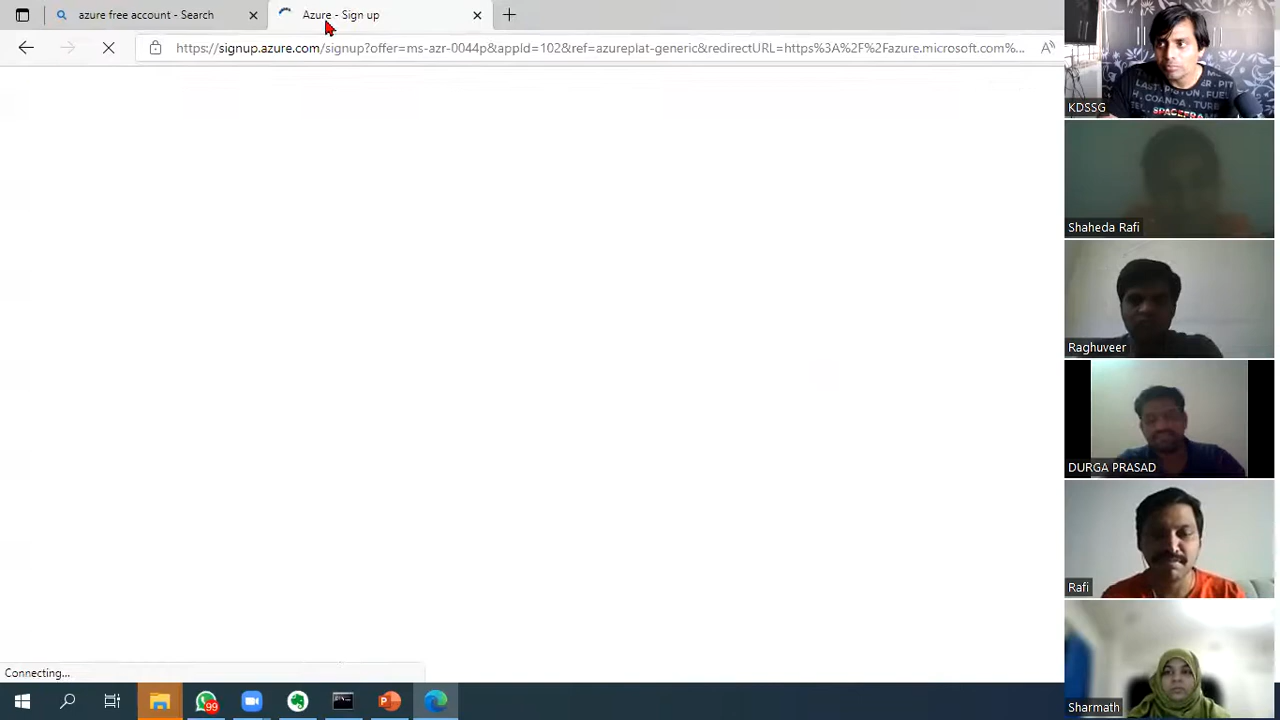 azure free account - Search
Azure - Sign up
https://signup.azure.com/signup?offer=ms-azr-0044p&appId=102&ref=azureplat-generic&redirectURL=https%3A%2F%2Fazure.microsoft.com%...
A
KDSSG
Shaheda Rafi
Raghuveer
DURGA PRASAD
Rafi
Sharmath
Connecting...
99